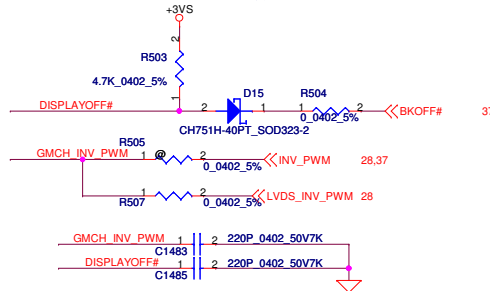 +3VS
2
R503
4.7K_0402_5%
1
D15
R504
DISPLAYOFF#
2
1
1
2
BKOFF#
37
0_0402_5%
CH751H-40PT_SOD323-2
R505
GMCH_INV_PWM
1
@
2
INV_PWM
28,37
0_0402_5%
1
2
LVDS_INV_PWM
28
R507
0_0402_5%
GMCH_INV_PWM
1
2
220P_0402_50V7K
C1483
DISPLAYOFF#
1
2
220P_0402_50V7K
C1485